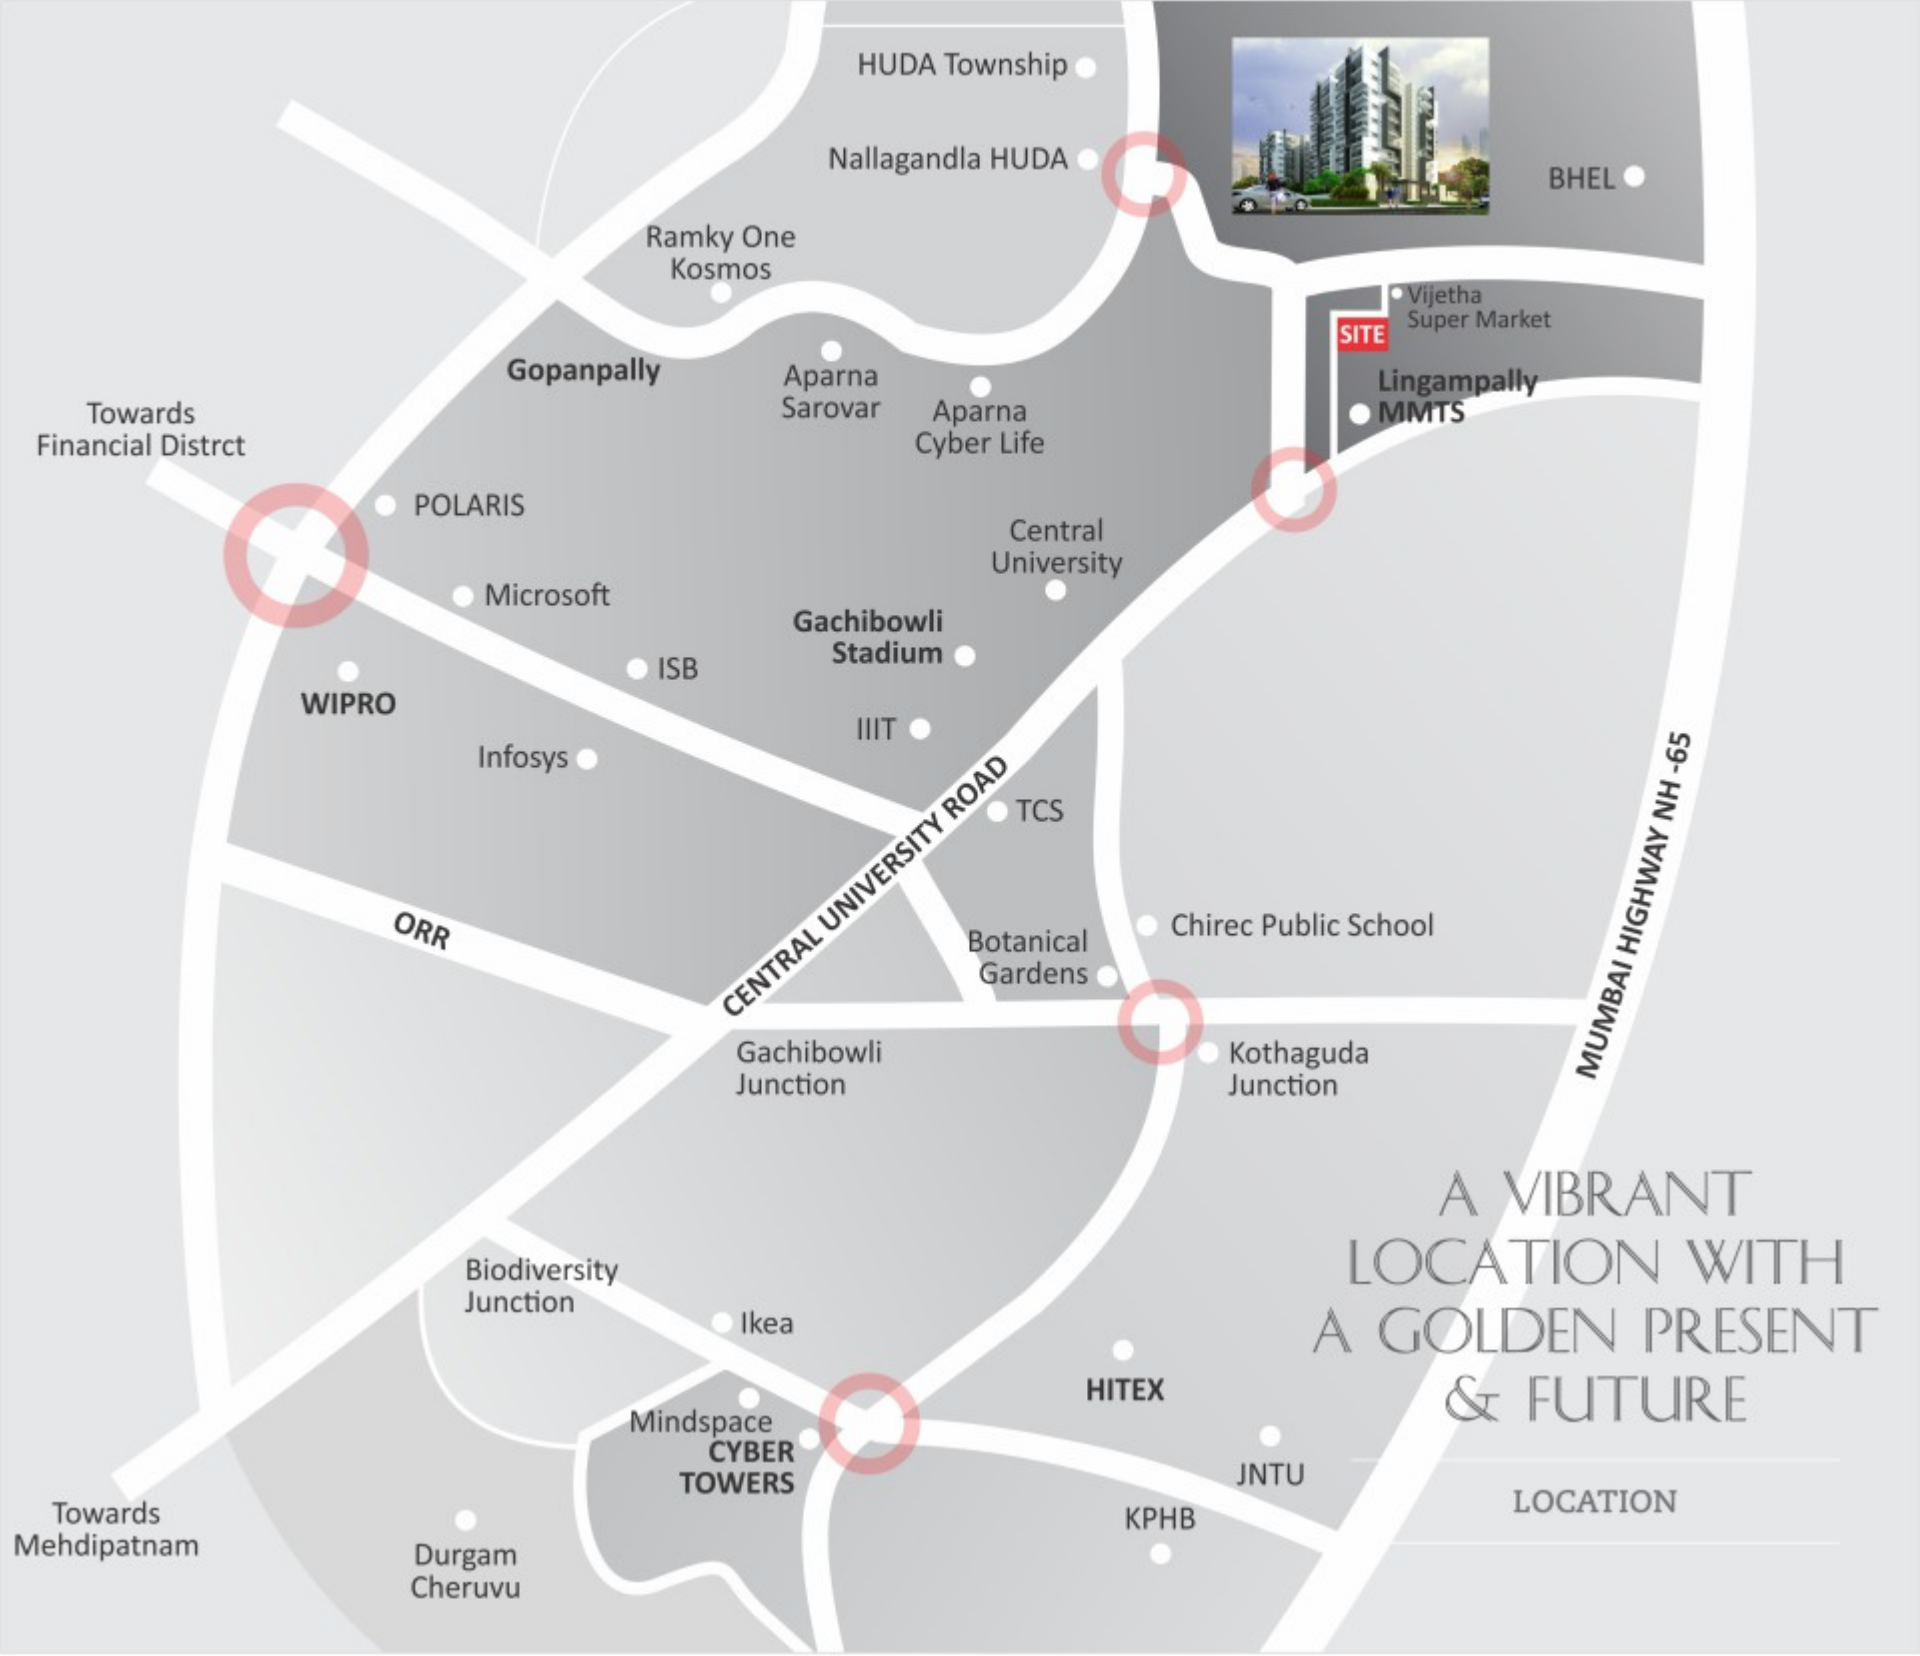 HUDA Township
Nallagandla HUDA
BHEL
Ramky One
Kosmos
Vijetha
Super Market
SITE
Gopanpally
Aparna
Sarovar
Aparna
Cyber Life
Lingampally
MMTS
Towards
Financial Distrct
POLARIS
Central
University
Microsoft
Gachibowli
Stadium
ISB
WIPRO
IIIT
Infosys
TCS
CENTRAL UNIVERSITY ROAD
MUMBAI HIGHWAY NH -65
ORR
Chirec Public School
Botanical
Gardens
Gachibowli
Junction
Kothaguda
Junction
A VIBRANT
LOCATION WITH
A GOLDEN PRESENT
& FUTURE
Biodiversity
Junction
Ikea
HITEX
Mindspace
CYBER
TOWERS
JNTU
LOCATION
KPHB
Towards
Mehdipatnam
Durgam
Cheruvu